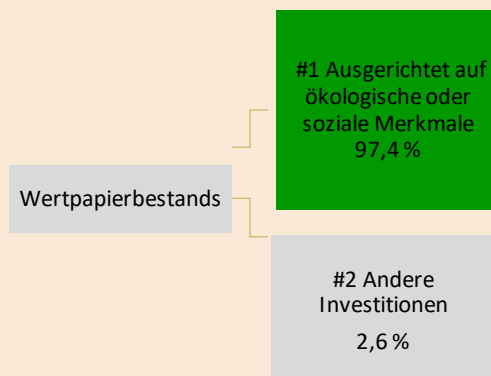 #1 Ausgerichtet auf
ökologische oder
soziale Merkmale
97,4 %
Wertpapierbestands
#2 Andere
Investitionen
2,6 %